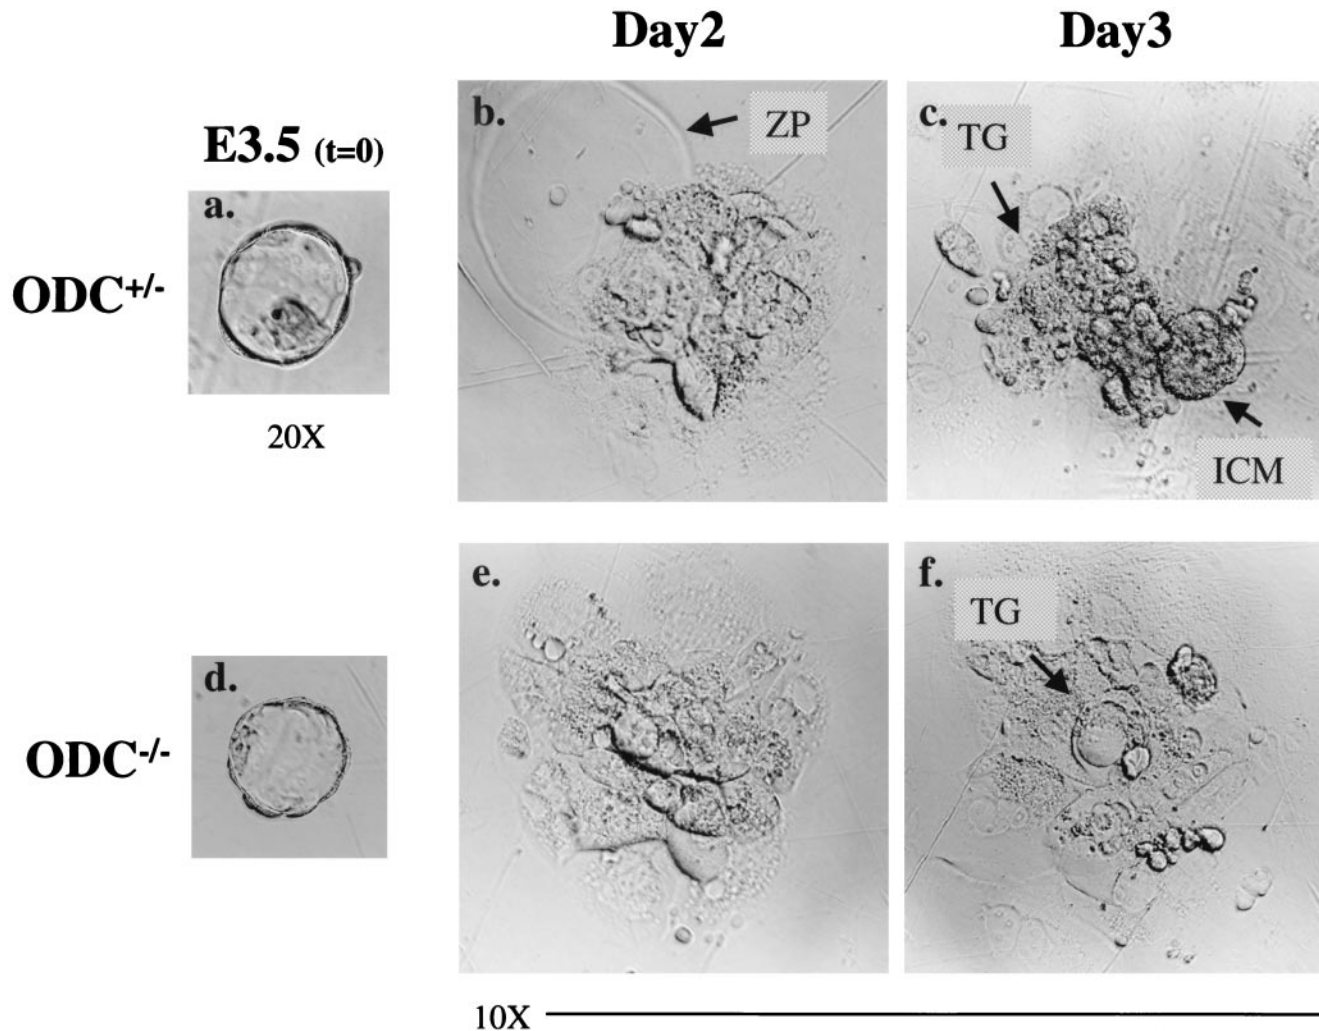 Day2 Day3
E3.5 (t=0)
a.
b.
ZP
c.
TG
ODC+/-
20X
ICM
d.
e.
f.
TG
ODC-/-
10X